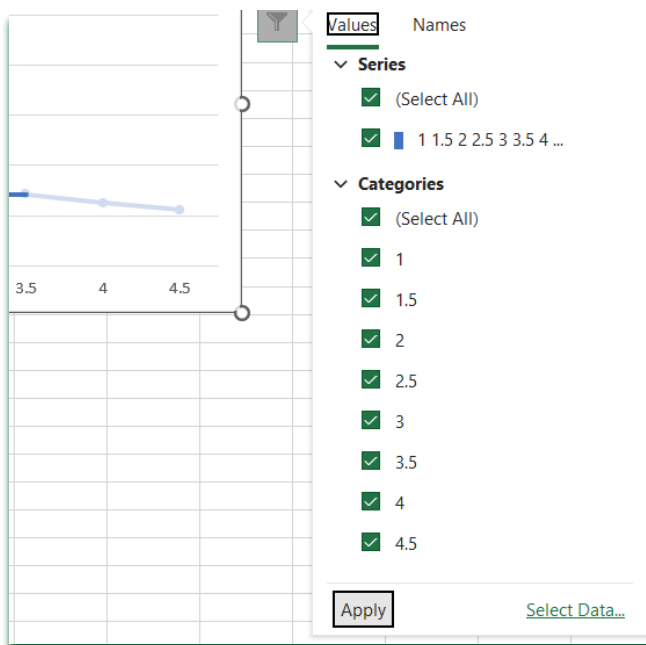 Values Names
Series
(Select All)
1 1.5 2 2.5 3 3.5 4 ...
Categories
(Select All)
1
1.5
2
2.5
3
3.5
4
4.5
3.5 4 4.5
Apply Select Data...